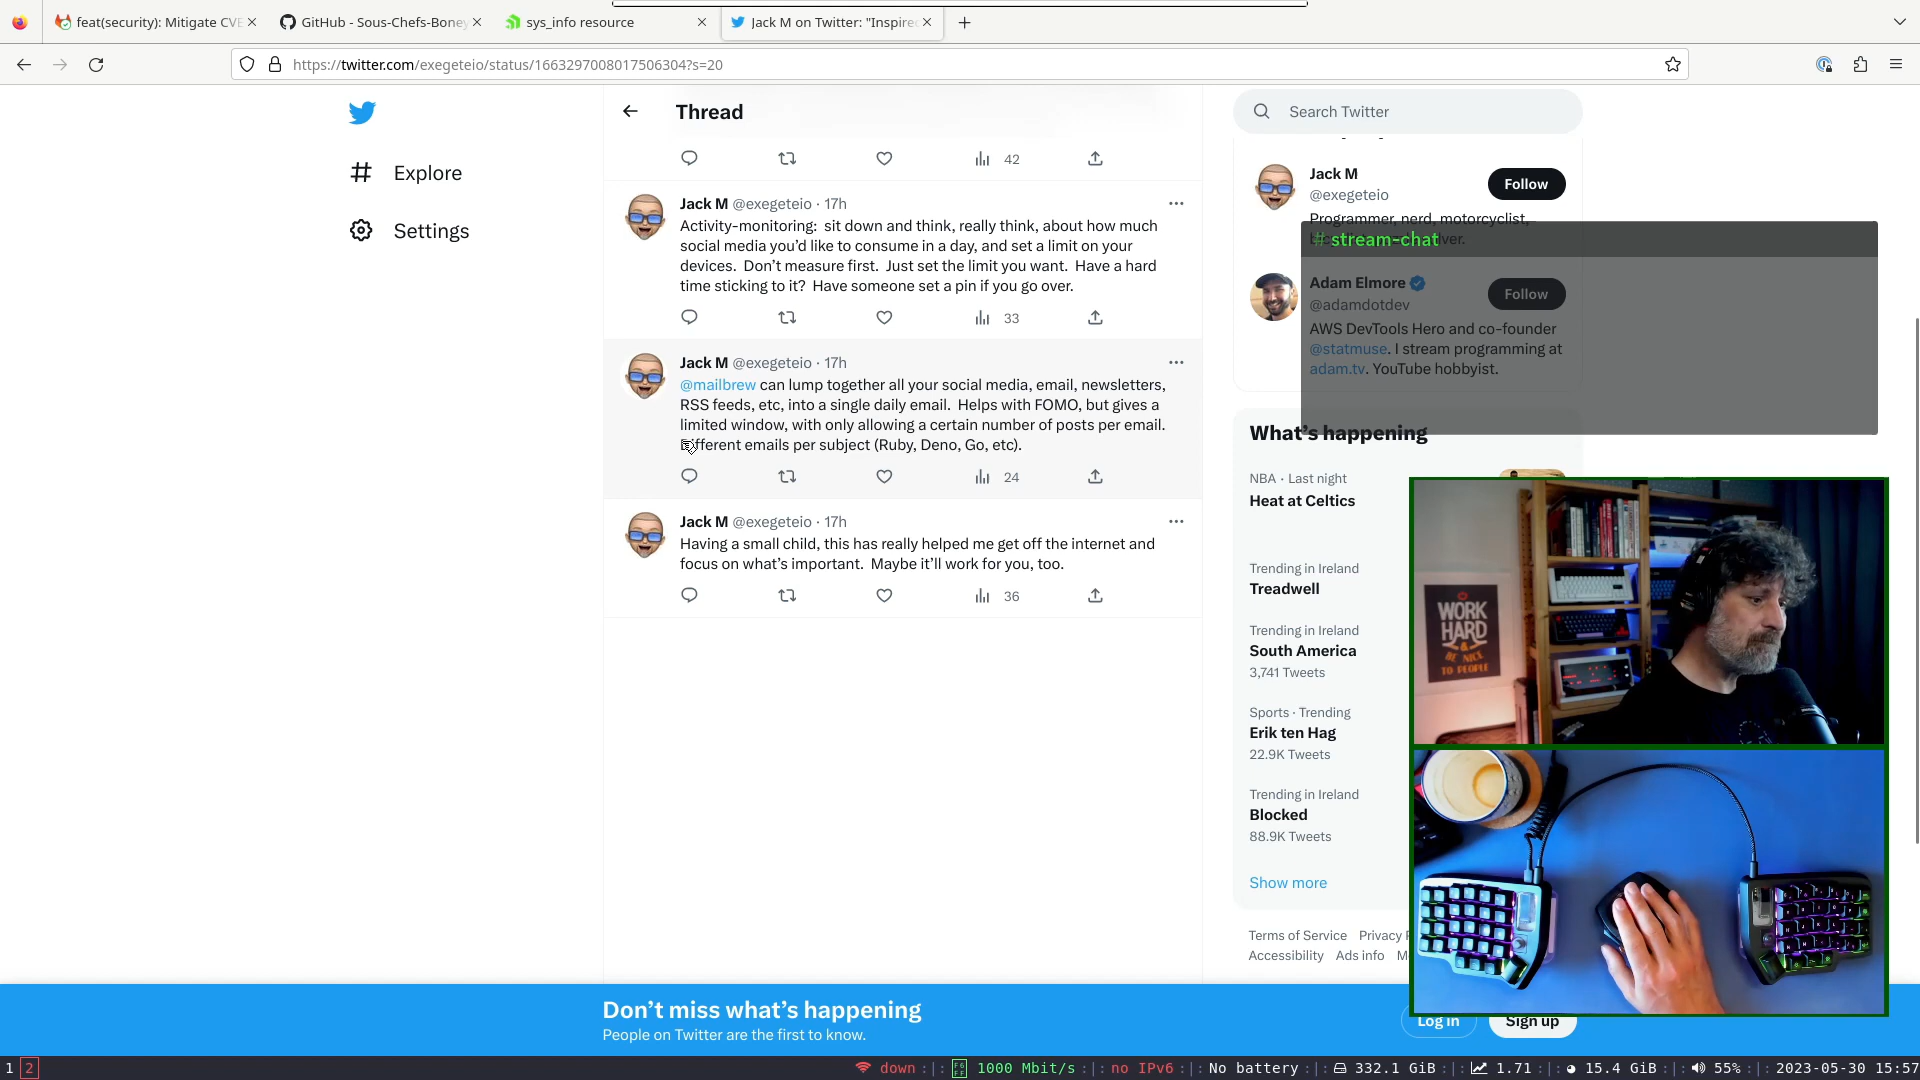 feat(security): Mitigate CVE
GitHub - Sous-Chefs-Boney
sys_info resource
Jack M on Twitter: "Inspired
https://twitter.com/exegeteio/status/1663297008017506304?s=20
Explore
Settings
Thread
42
Jack M @exegeteio · 17h
Activity-monitoring: sit down and think, really think, about how much
social media you'd like to consume in a day, and set a limit on your
devices. Don't measure first. Just set the limit you want. Have a hard
time sticking to it? Have someone set a pin if you go over.
33
Jack M @exegeteio · 17h
@mailbrew can lump together all your social media, email, newsletters,
RSS feeds, etc, into a single daily email. Helps with FOMO, but gives a
limited window, with only allowing a certain number of posts per email.
Different emails per subject (Ruby, Deno, Go, etc).
24
Jack M @exegeteio · 17h
Having a small child, this has really helped me get off the internet and
focus on what's important. Maybe it'll work for you, too.
36
Search Twitter
Jack M
@exegeteio
Follow
Programmer, nerd, motorcyclist,
# stream-chat
Adam Elmore
@adamdotdev
Follow
AWS DevTools Hero and co-founder
@statmuse. I stream programming at
adam.tv. YouTube hobbyist.
What's happening
NBA · Last night
Heat at Celtics
Trending in Ireland
Treadwell
Trending in Ireland
South America
3,741 Tweets
Sports · Trending
Erik ten Hag
22.9K Tweets
Trending in Ireland
Blocked
88.9K Tweets
Show more
Terms of Service Privacy
Accessibility Ads info
WORK
HARD
& BE NICE
TO PEOPLE
Don't miss what's happening
People on Twitter are the first to know.
Log in
Sign up
1 2
down :|: 1000 Mbit/s :|: no IPv6 :|: No battery :|: 332.1 GiB :|: 1.71 :|: 15.4 GiB :|: 55% :|: 2023-05-30 15:57